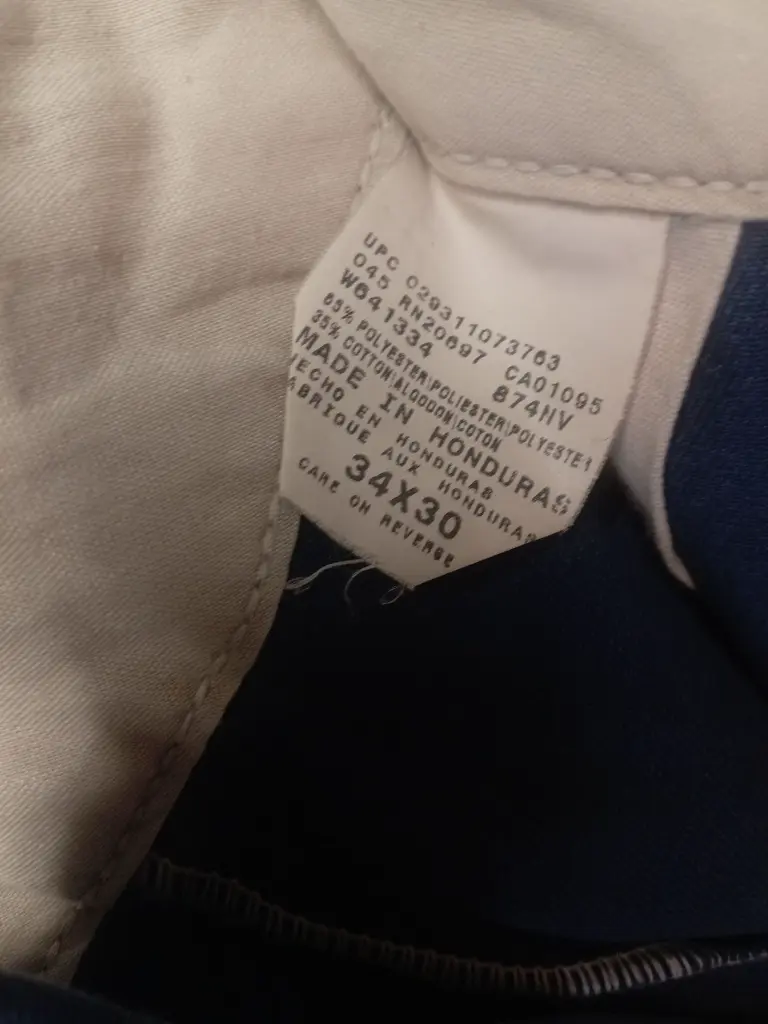 UPC 029311073763
045 RN20697 CA01095
W641334 874NV
65% POLYESTER\POLIESTER\POLYESTER
35% COTTON\ALGODON\COTON
MADE IN HONDURAS
HECHO EN HONDURAS
FABRIQUE AUX HONDURAS
34X30
CARE ON REVERSE